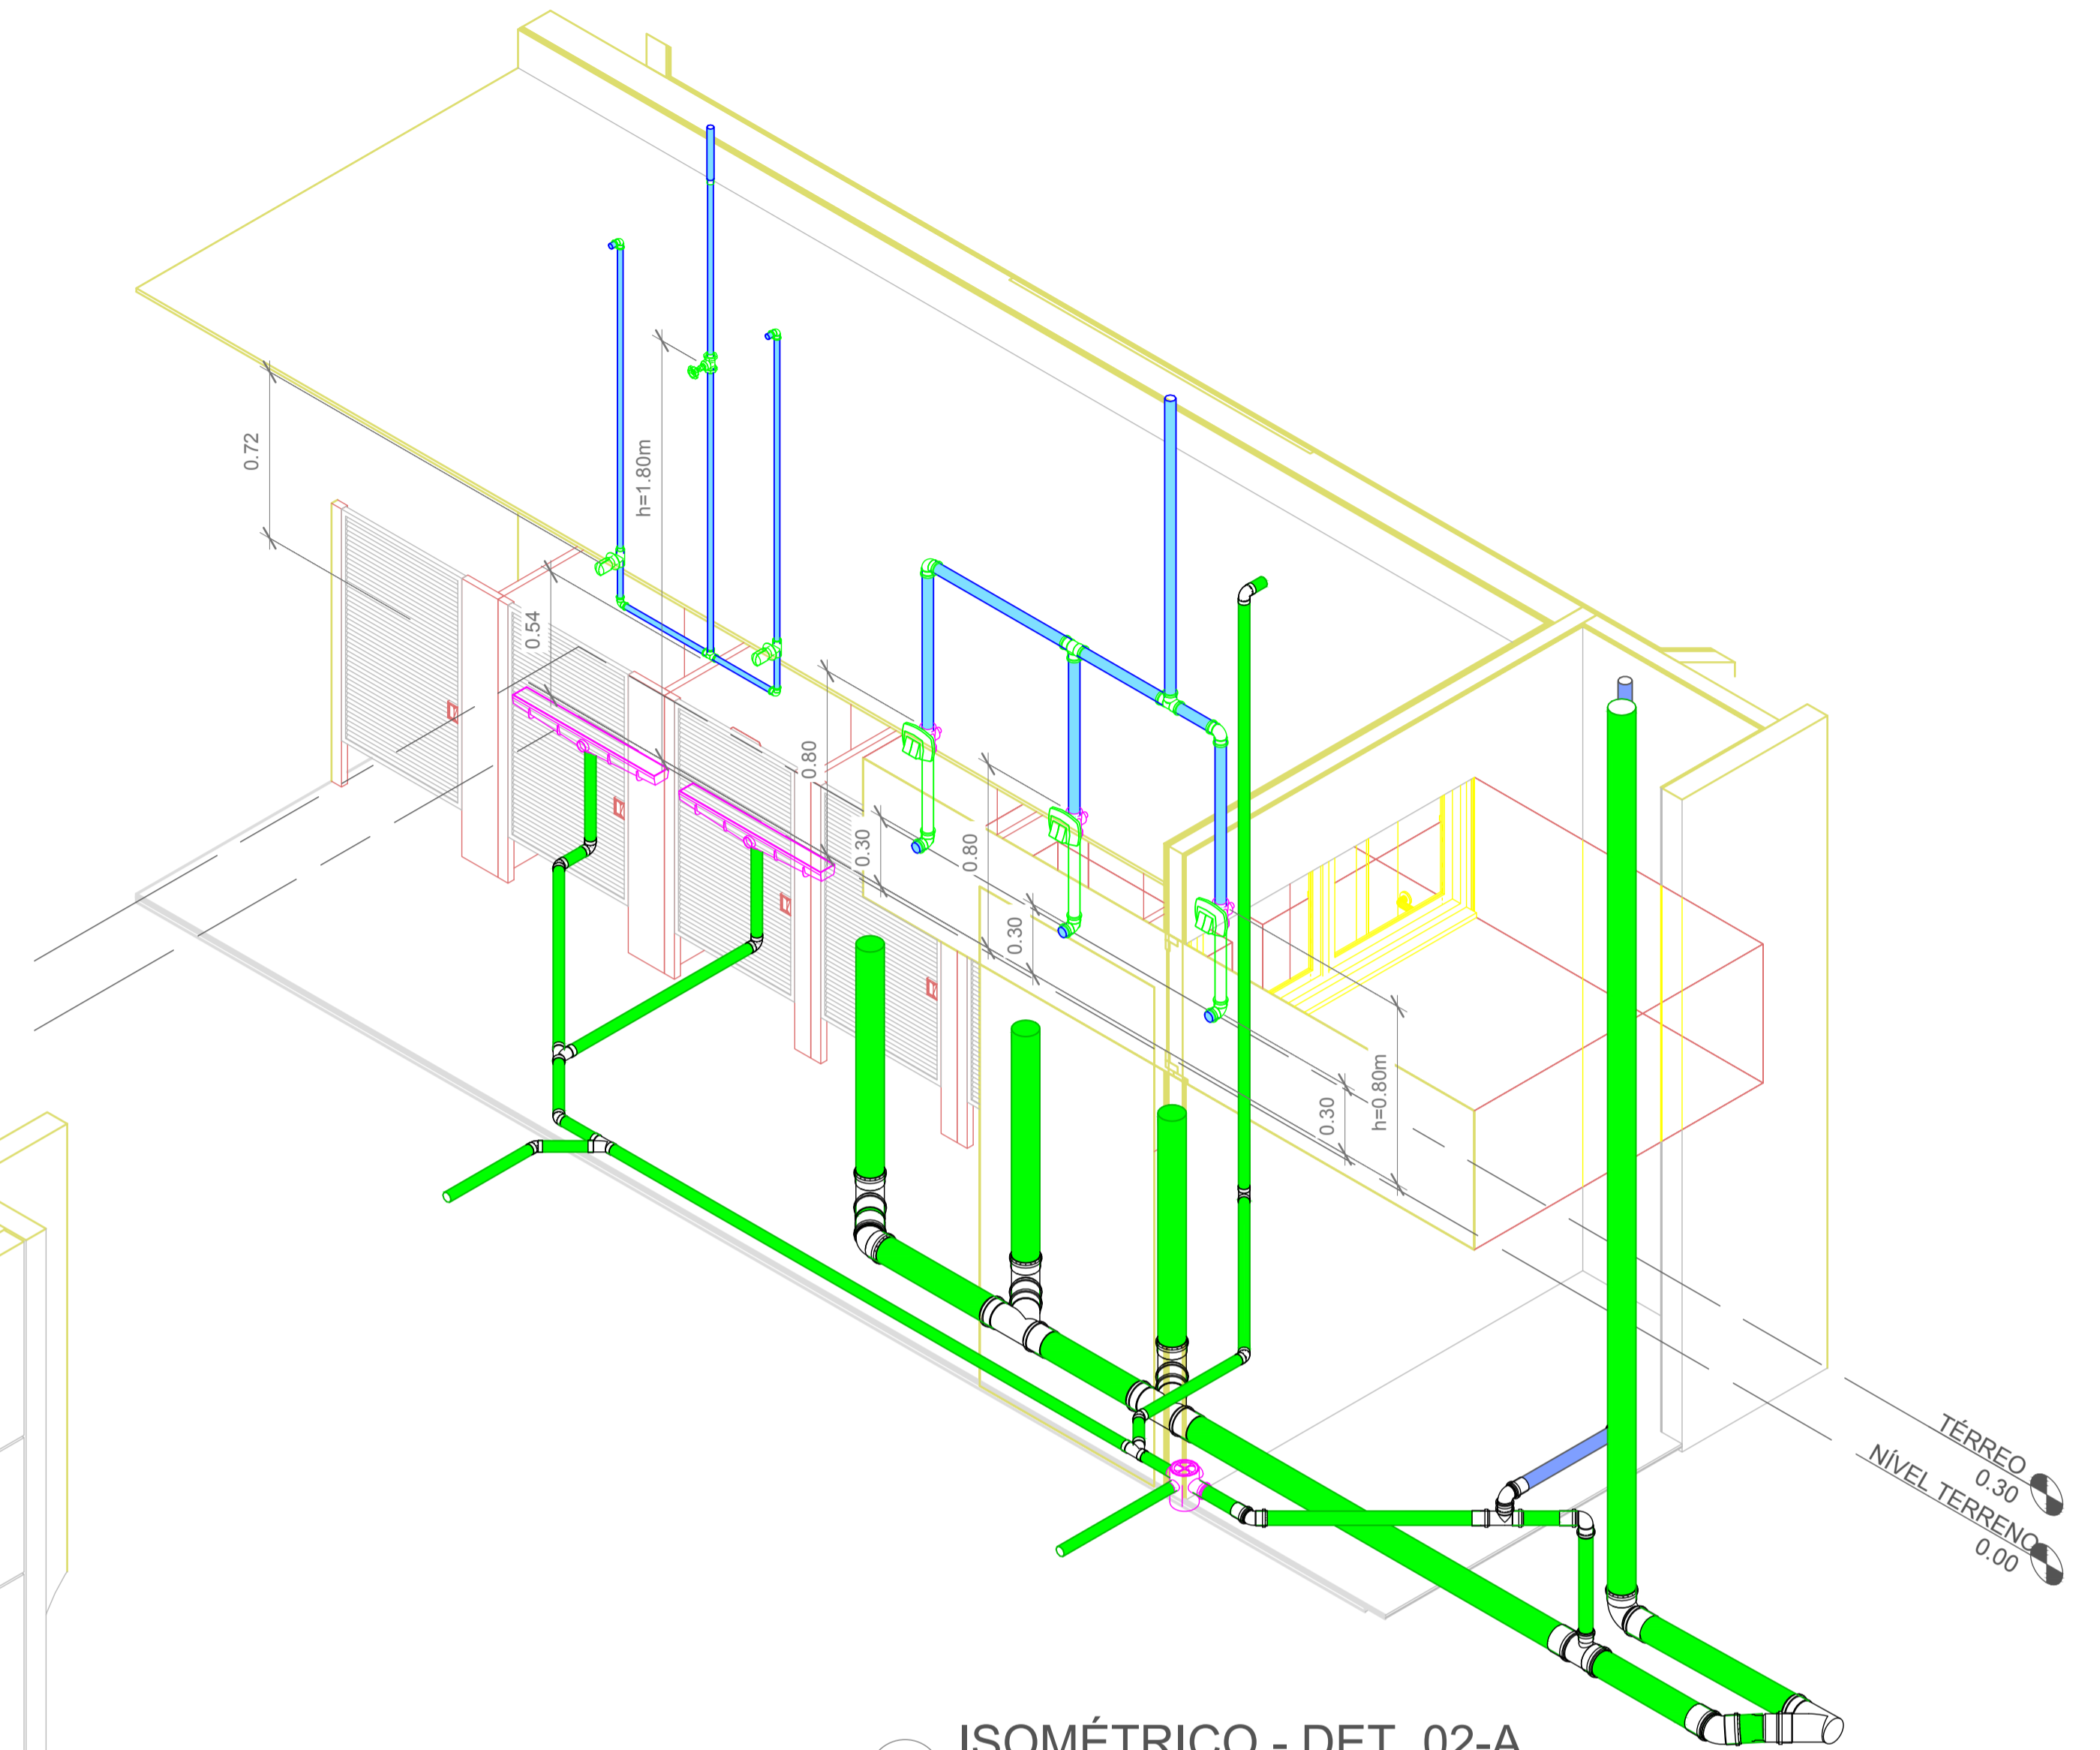 0.72
h=1.80m
0.54
0.80
0.30
0.80
0.30
0.30
h=0.80m
TÉRREO
0.30
NÍVEL TERRENO
0.00
ISOMÉTRICO - DET. 02-A